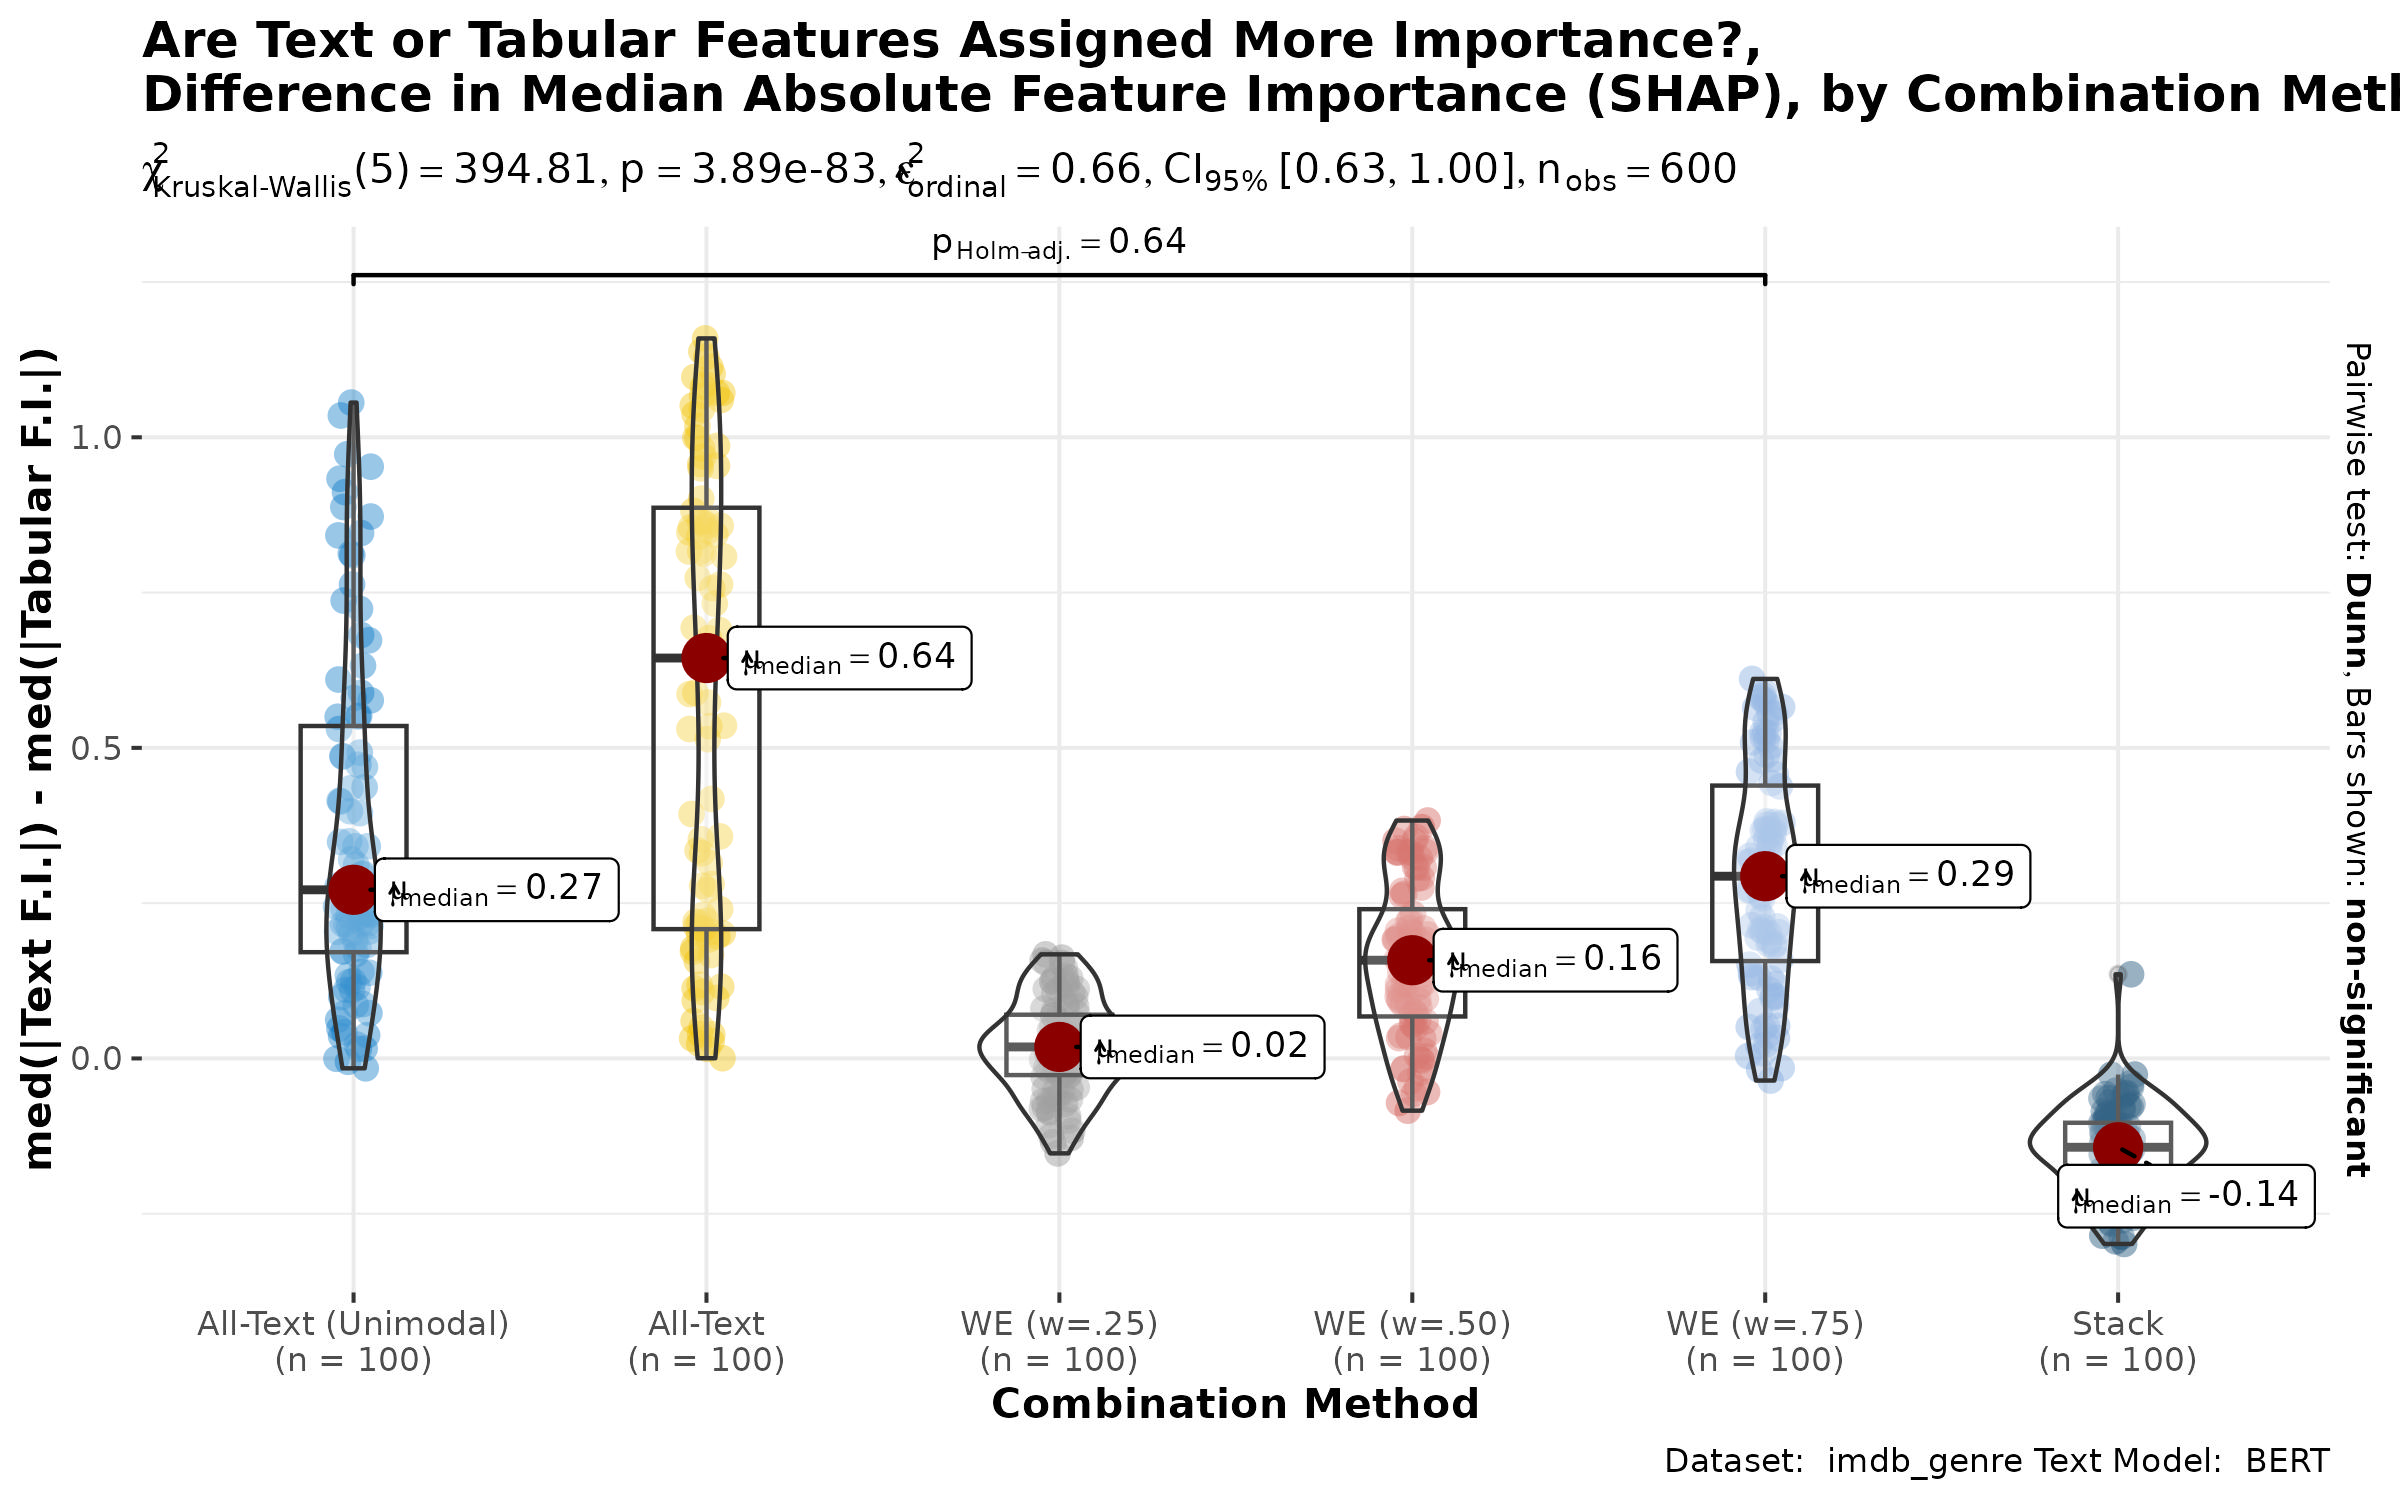 Are Text or Tabular Features Assigned More Importance?,
Difference in Median Absolute Feature Importance (SHAP), by Combination Meth
χ²Kruskal-Wallis(5) = 394.81, p = 3.89e-83, ε̂²ordinal = 0.66, CI95% [0.63, 1.00], nobs = 600
pHolm-adj. = 0.64
med(|Text F.I.|) - med(|Tabular F.I.|)
1.0
0.5
0.0
μ̂median = 0.27
μ̂median = 0.64
μ̂median = 0.02
μ̂median = 0.16
μ̂median = 0.29
μ̂median = -0.14
Pairwise test: Dunn, Bars shown: non-significant
All-Text (Unimodal)
(n = 100)
All-Text
(n = 100)
WE (w=.25)
(n = 100)
WE (w=.50)
(n = 100)
WE (w=.75)
(n = 100)
Stack
(n = 100)
Combination Method
Dataset: imdb_genre Text Model: BERT